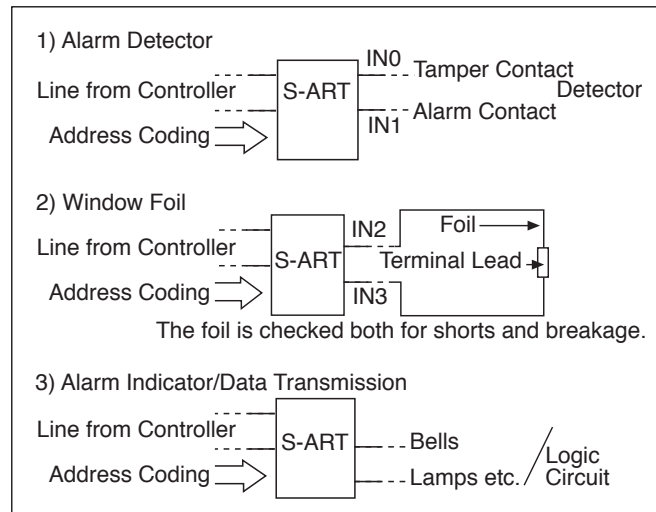 1) Alarm Detector
IN0
Tamper Contact
Line from Controller
S-ART
Detector
Alarm Contact
Address Coding
IN1
2) Window Foil
IN2
Foil
Line from Controller
S-ART
Terminal Lead
Address Coding
IN3
The foil is checked both for shorts and breakage.
3) Alarm Indicator/Data Transmission
Line from Controller
S-ART
Bells
Logic
Address Coding
Lamps etc.
Circuit